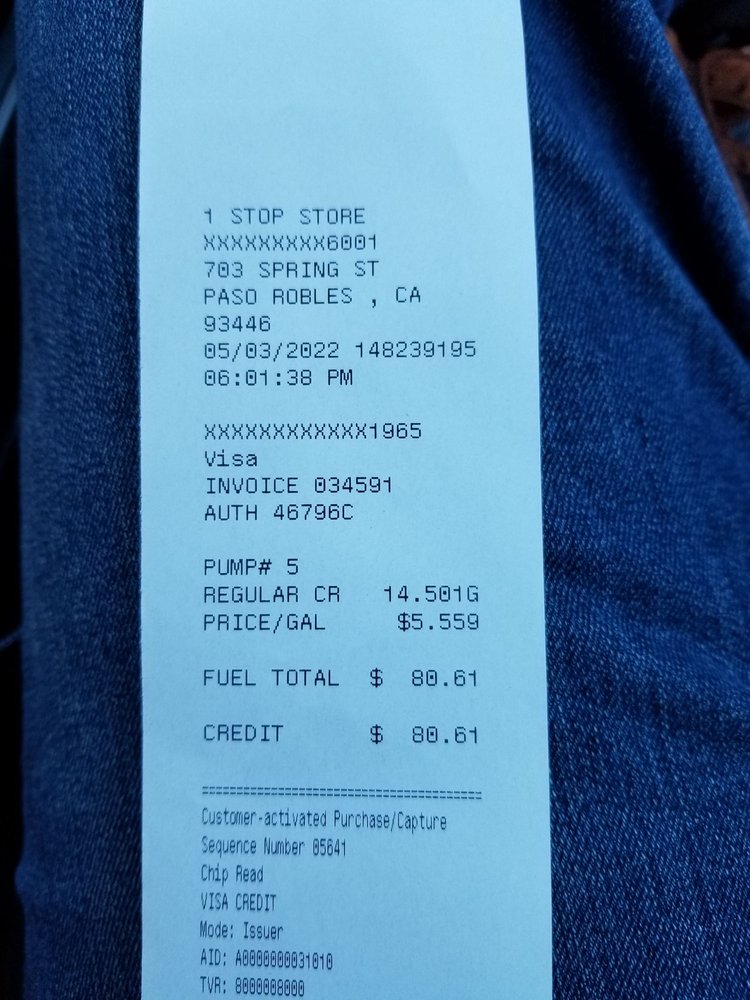 1 STOP STORE
XXXXXXXXX6001
703 SPRING ST
PASO ROBLES , CA
93446
05/03/2022 148239195
06:01:38 PM
XXXXXXXXXXXX1965
Visa
INVOICE 034591
AUTH 46796C
PUMP# 5
REGULAR CR 14.501G
PRICE/GAL $5.559
FUEL TOTAL $ 80.61
CREDIT $ 80.61
=========================================
Customer-activated Purchase/Capture
Sequence Number 05641
Chip Read
VISA CREDIT
Mode: Issuer
AID: A0000000031010
TVR: 8000008000